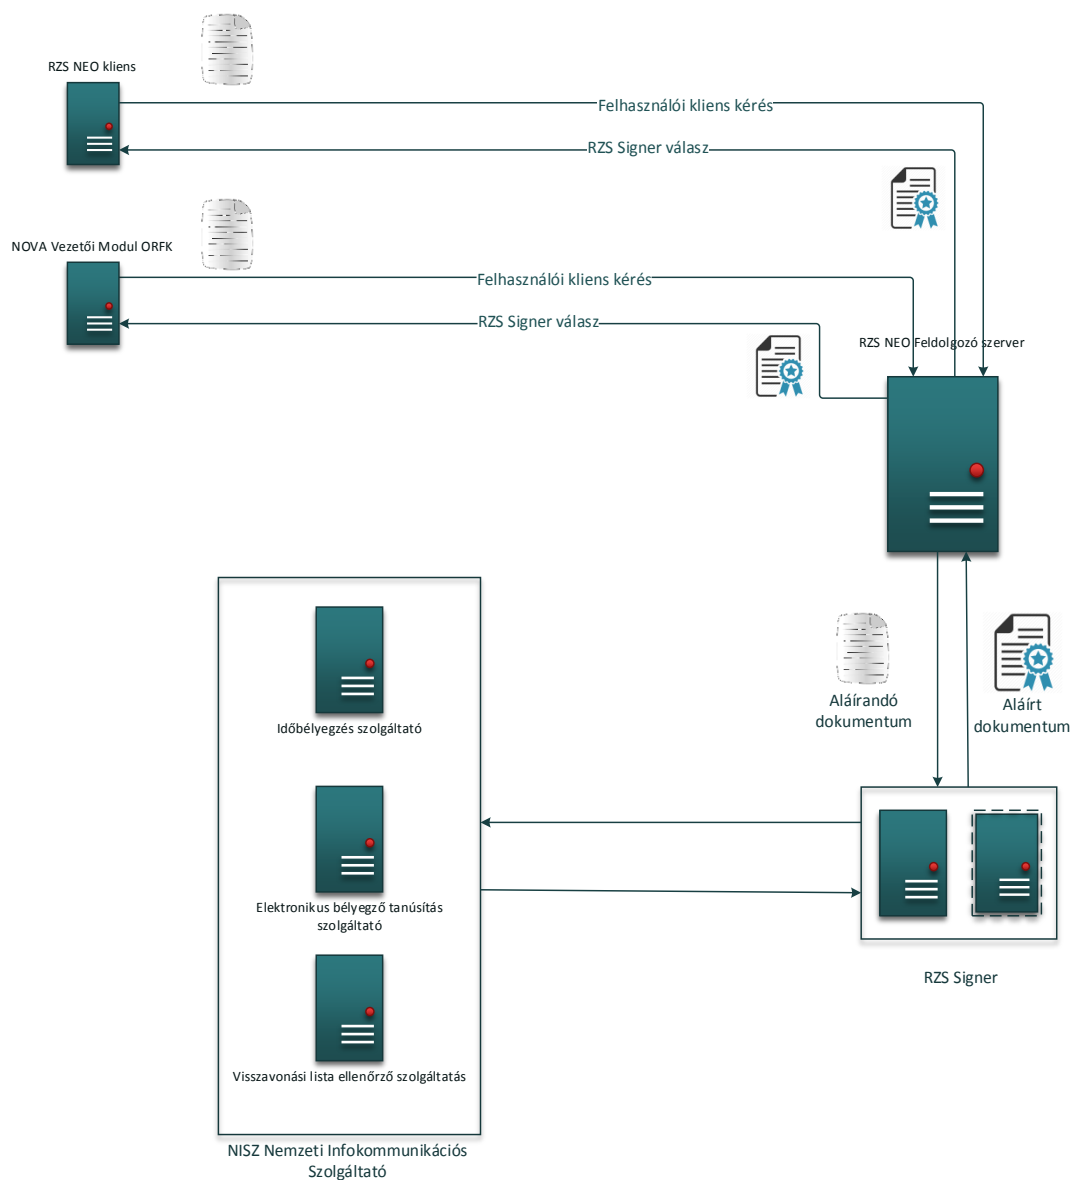 RZS NEO kliens
Felhasználói kliens kérés
RZS Signer válasz
NOVA Vezetői Modul ORFK
Felhasználói kliens kérés
RZS Signer válasz
RZS NEO Feldolgozó szerver
Aláírandó
dokumentum
Aláírt
dokumentum
Időbélyegzés szolgáltató
Elektronikus bélyegző tanúsítás
szolgáltató
RZS Signer
Visszavonási lista ellenőrző szolgáltatás
NISZ Nemzeti Infokommunikációs
Szolgáltató